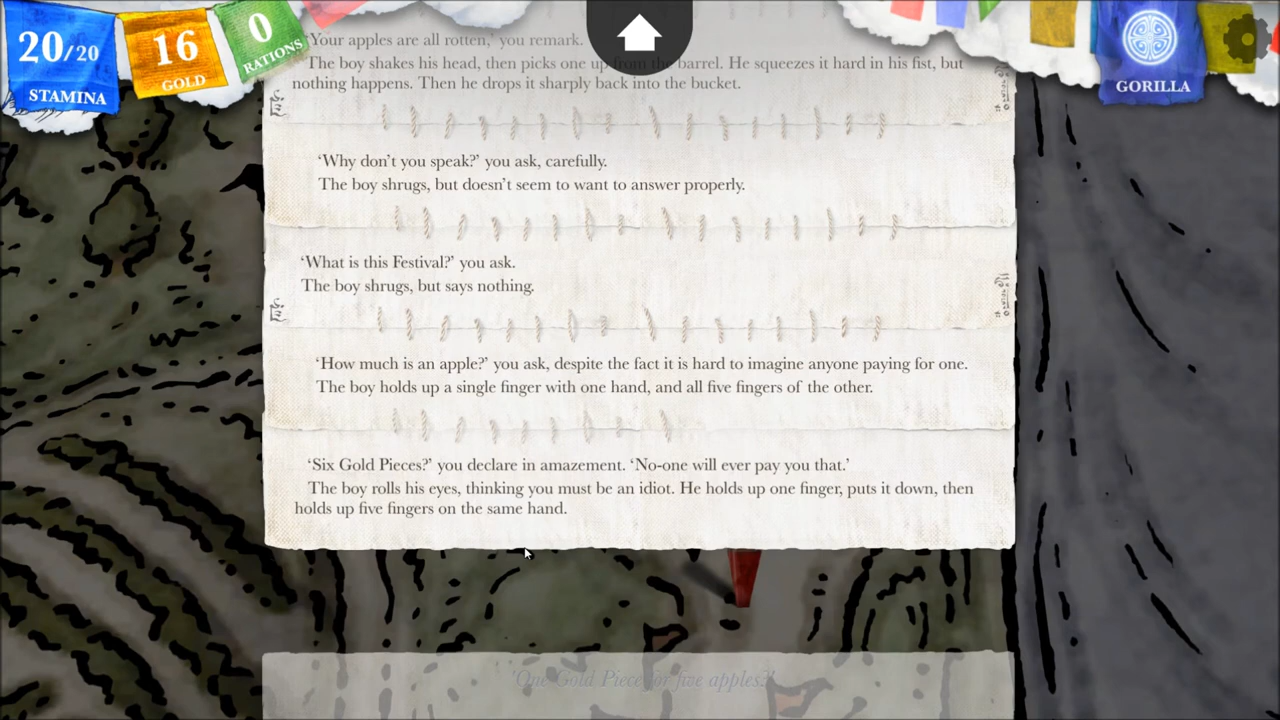 20/20
STAMINA
16
GOLD
0
RATIONS
GORILLA
‘Your apples are all rotten,’ you remark.
The boy shakes his head, then picks one up from the barrel. He squeezes it hard in his fist, but
nothing happens. Then he drops it sharply back into the bucket.
‘Why don’t you speak?’ you ask, carefully.
The boy shrugs, but doesn’t seem to want to answer properly.
‘What is this Festival?’ you ask.
The boy shrugs, but says nothing.
‘How much is an apple?’ you ask, despite the fact it is hard to imagine anyone paying for one.
The boy holds up a single finger with one hand, and all five fingers of the other.
‘Six Gold Pieces?’ you declare in amazement. ‘No-one will ever pay you that.’
The boy rolls his eyes, thinking you must be an idiot. He holds up one finger, puts it down, then
holds up five fingers on the same hand.
‘One Gold Piece for five apples?’